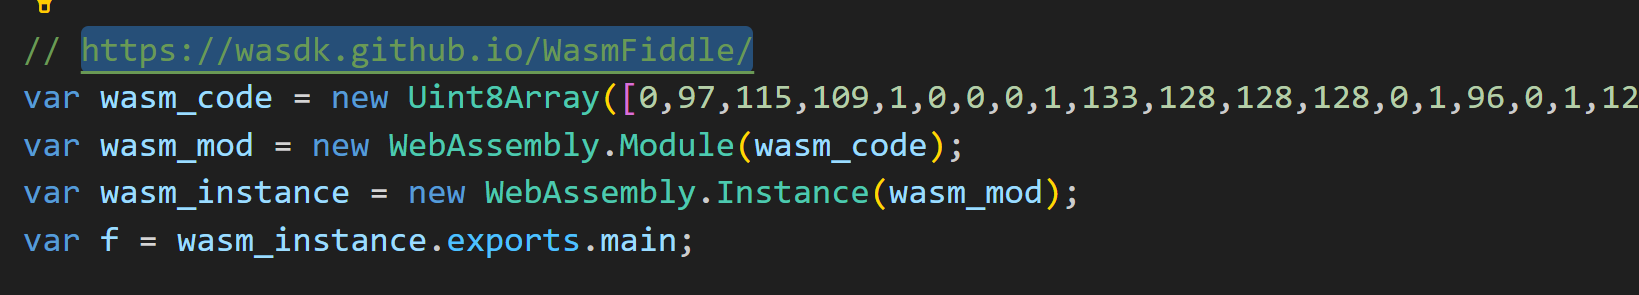 // https://wasdk.github.io/WasmFiddle/
var wasm_code = new Uint8Array([0,97,115,109,1,0,0,0,1,133,128,128,128,0,1,96,0,1,12
var wasm_mod = new WebAssembly.Module(wasm_code);
var wasm_instance = new WebAssembly.Instance(wasm_mod);
var f = wasm_instance.exports.main;